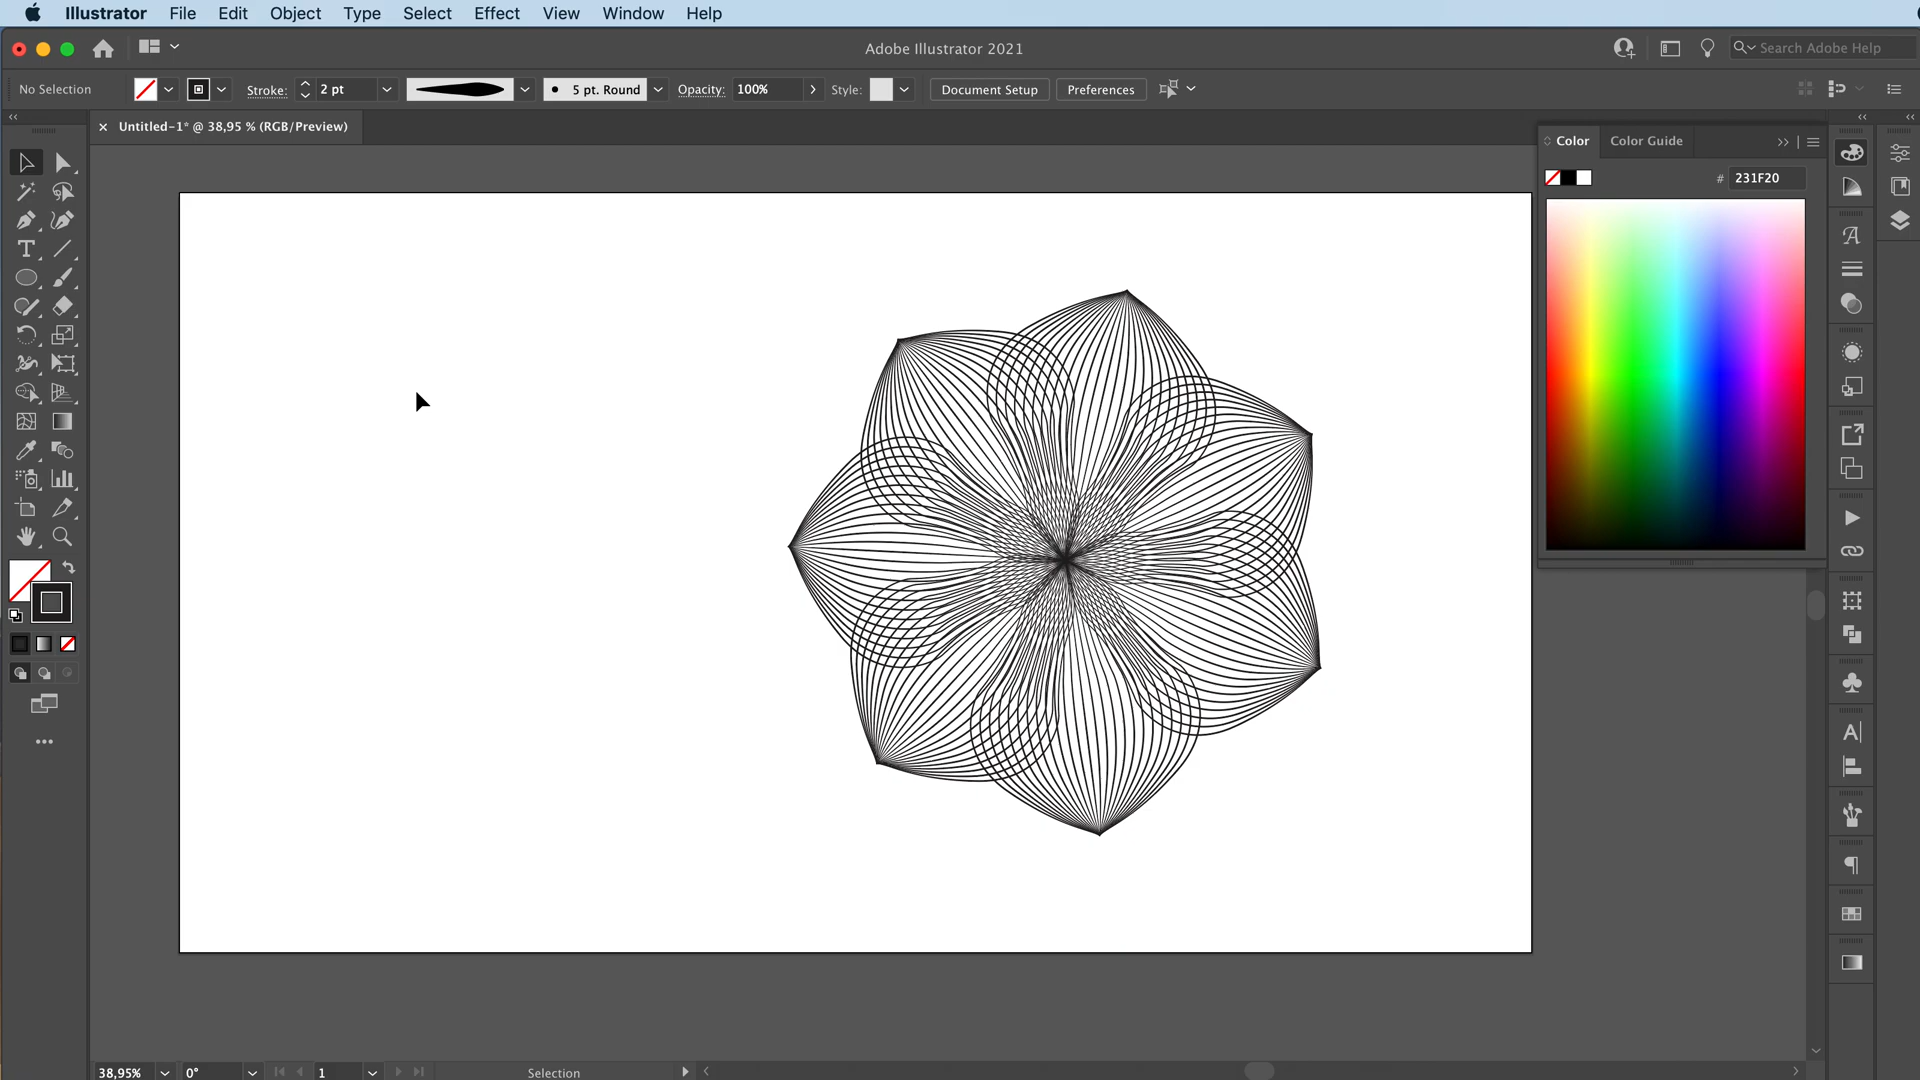 Illustrator File Edit Object Type Select Effect View Window Help
Adobe Illustrator 2021
Search Adobe Help
No Selection Stroke: 2 pt 5 pt. Round Opacity: 100% Style: Document Setup Preferences
Untitled-1* @ 38,95 % (RGB/Preview)
Color Color Guide
# 231F20
38,95% 0° 1 Selection